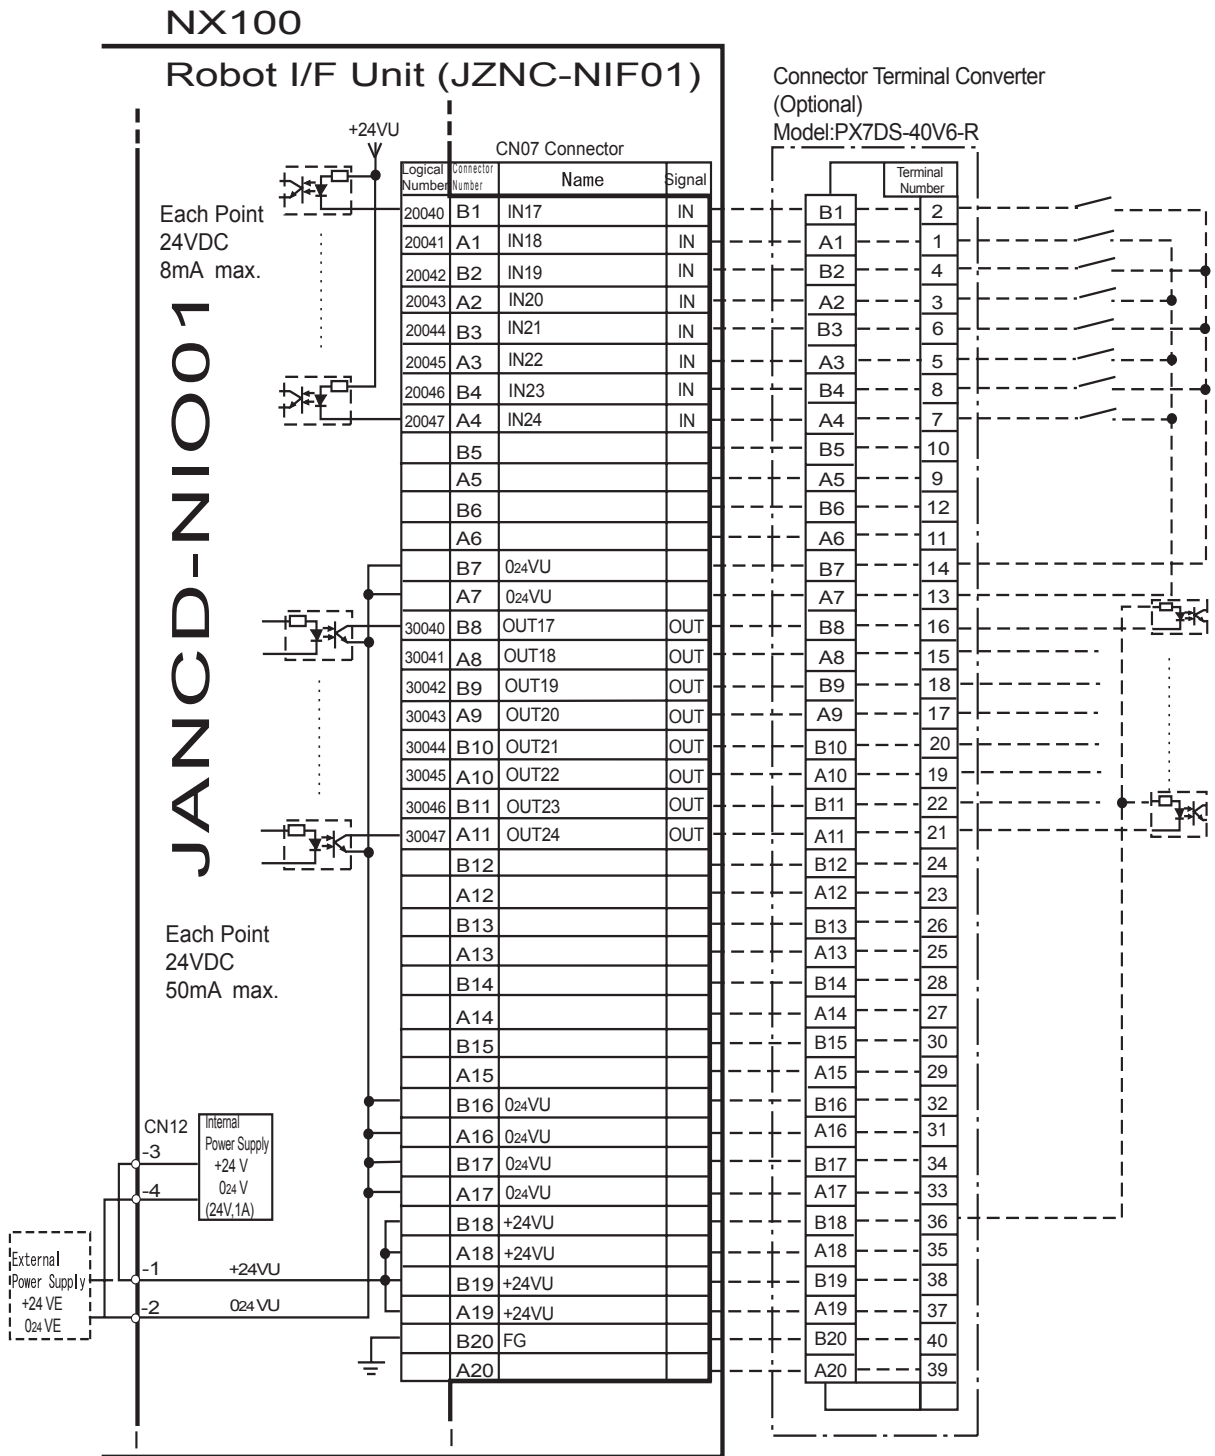 NX100
Robot I/F Unit (JZNC-NIF01)
Connector Terminal Converter
(Optional)
Model:PX7DS-40V6-R
+24VU
CN07 Connector
Logical Number Connector Number Name Signal
Terminal Number
Each Point
24VDC
8mA max.
JANCD-NIO01
20040 B1 IN17 IN B1 2
20041 A1 IN18 IN A1 1
20042 B2 IN19 IN B2 4
20043 A2 IN20 IN A2 3
20044 B3 IN21 IN B3 6
20045 A3 IN22 IN A3 5
20046 B4 IN23 IN B4 8
20047 A4 IN24 IN A4 7
B5 B5 10
A5 A5 9
B6 B6 12
A6 A6 11
B7 024VU B7 14
A7 024VU A7 13
30040 B8 OUT17 OUT B8 16
30041 A8 OUT18 OUT A8 15
30042 B9 OUT19 OUT B9 18
30043 A9 OUT20 OUT A9 17
30044 B10 OUT21 OUT B10 20
30045 A10 OUT22 OUT A10 19
30046 B11 OUT23 OUT B11 22
30047 A11 OUT24 OUT A11 21
B12 B12 24
A12 A12 23
B13 B13 26
A13 A13 25
B14 B14 28
A14 A14 27
B15 B15 30
A15 A15 29
B16 024VU B16 32
A16 024VU A16 31
B17 024VU B17 34
A17 024VU A17 33
B18 +24VU B18 36
A18 +24VU A18 35
B19 +24VU B19 38
A19 +24VU A19 37
B20 FG B20 40
A20 A20 39
Each Point
24VDC
50mA max.
CN12
-3
-4
Internal
Power Supply
+24 V
024 V
(24V,1A)
External
Power Supply
+24 VE
024 VE
-1 +24VU
-2 024 VU